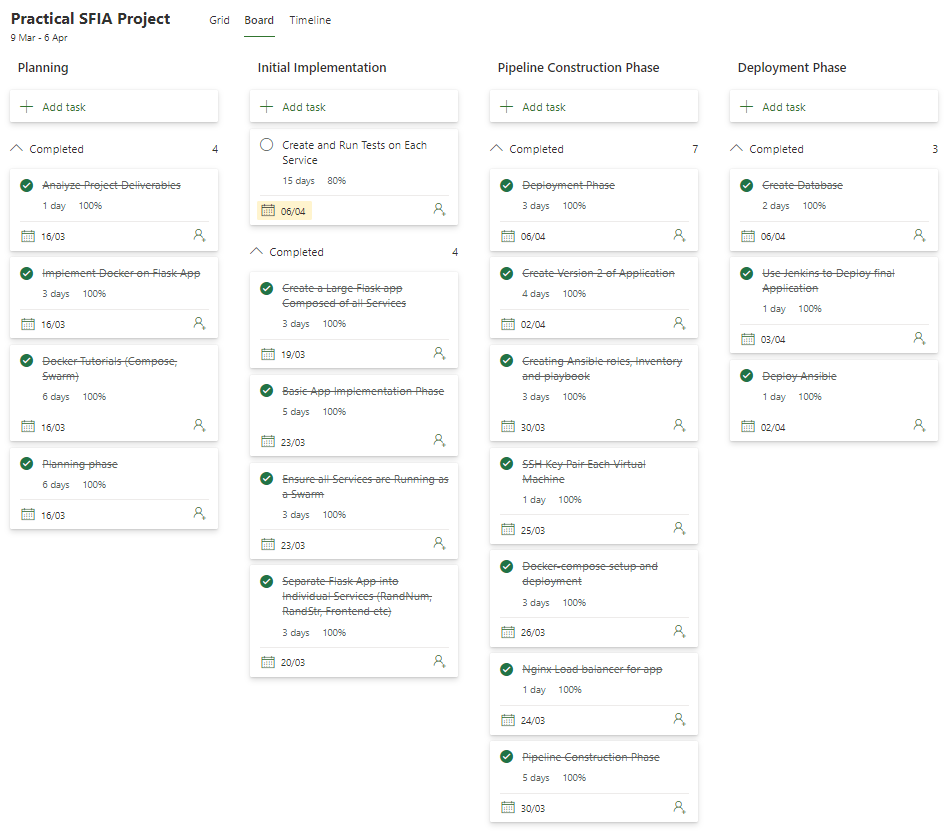 Practical SFIA Project
Grid Board Timeline
9 Mar - 6 Apr
Planning
Add task
Completed 4
Analyze Project Deliverables
1 day 100%
16/03
Implement Docker on Flask App
3 days 100%
16/03
Docker Tutorials (Compose,
Swarm)
6 days 100%
16/03
Planning phase
6 days 100%
16/03
Initial Implementation
Add task
Create and Run Tests on Each
Service
15 days 80%
06/04
Completed 4
Create a Large Flask app
Composed of all Services
3 days 100%
19/03
Basic App Implementation Phase
5 days 100%
23/03
Ensure all Services are Running as
a Swarm
3 days 100%
23/03
Separate Flask App into
Individual Services (RandNum,
RandStr, Frontend etc)
3 days 100%
20/03
Pipeline Construction Phase
Add task
Completed 7
Deployment Phase
3 days 100%
06/04
Create Version 2 of Application
4 days 100%
02/04
Creating Ansible roles, Inventory
and playbook
3 days 100%
30/03
SSH Key Pair Each Virtual
Machine
1 day 100%
25/03
Docker-compose setup and
deployment
3 days 100%
26/03
Nginx Load balancer for app
1 day 100%
24/03
Pipeline Construction Phase
5 days 100%
30/03
Deployment Phase
Add task
Completed 3
Create Database
2 days 100%
06/04
Use Jenkins to Deploy final
Application
1 day 100%
03/04
Deploy Ansible
1 day 100%
02/04